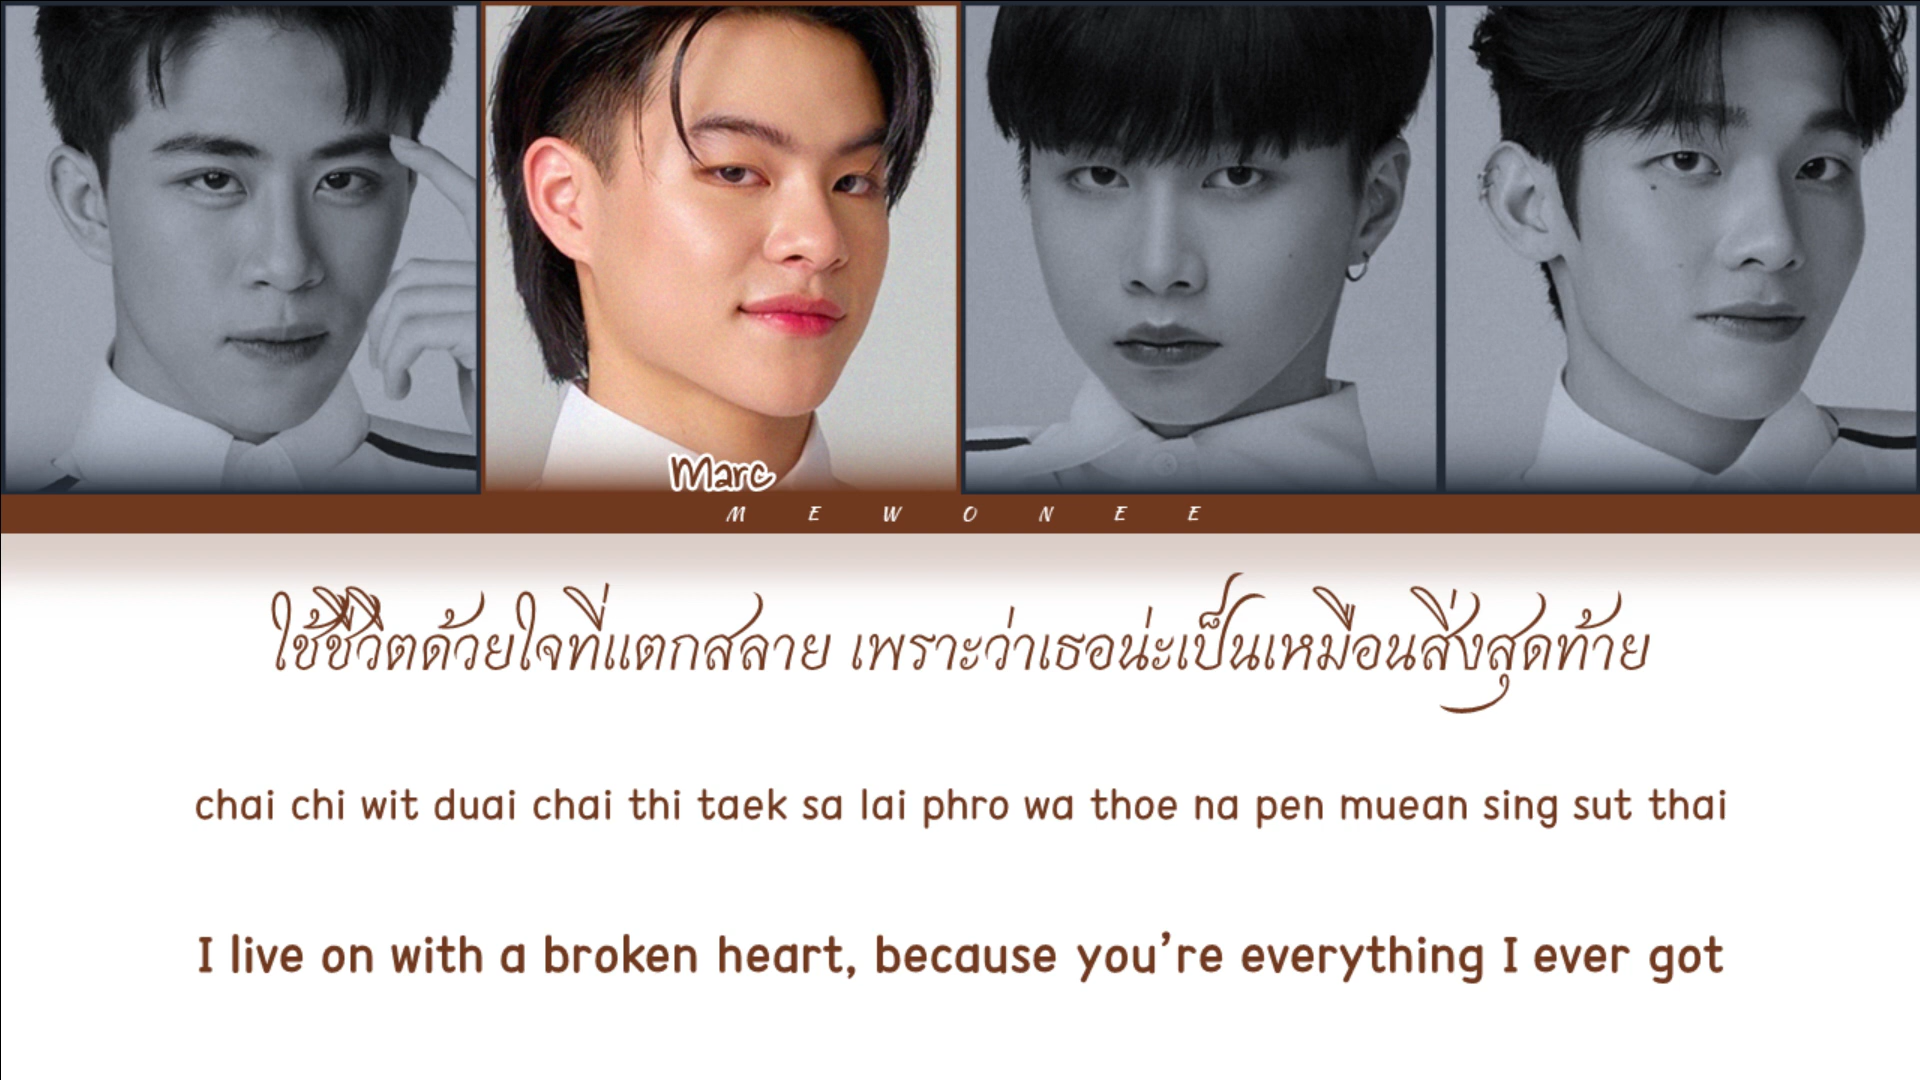 Marc
M E W O N E E
ใช้ชีวิตด้วยใจที่แตกสลาย เพราะว่าเธอน่ะเป็นเหมือนสิ่งสุดท้าย
chai chi wit duai chai thi taek sa lai phro wa thoe na pen muean sing sut thai
I live on with a broken heart, because you’re everything I ever got